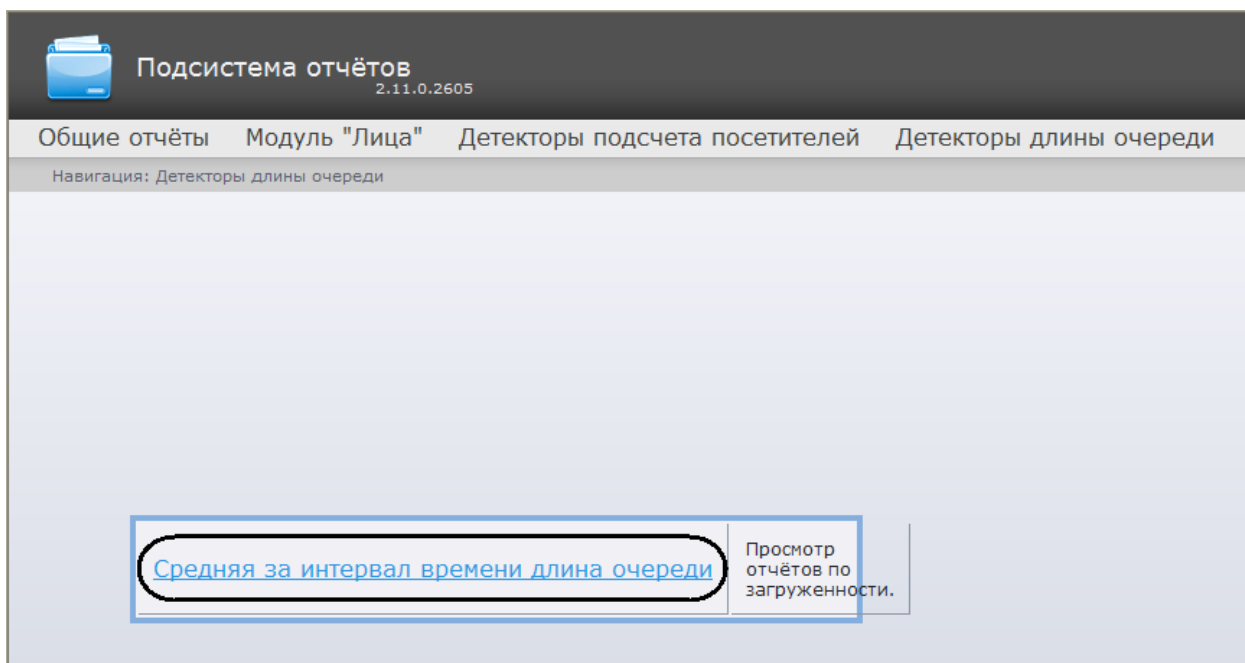 Подсистема отчётов
2.11.0.2605
Общие отчёты Модуль "Лица" Детекторы подсчета посетителей Детекторы длины очереди
Навигация: Детекторы длины очереди
Средняя за интервал времени длина очереди
Просмотр
отчётов по
загруженности.